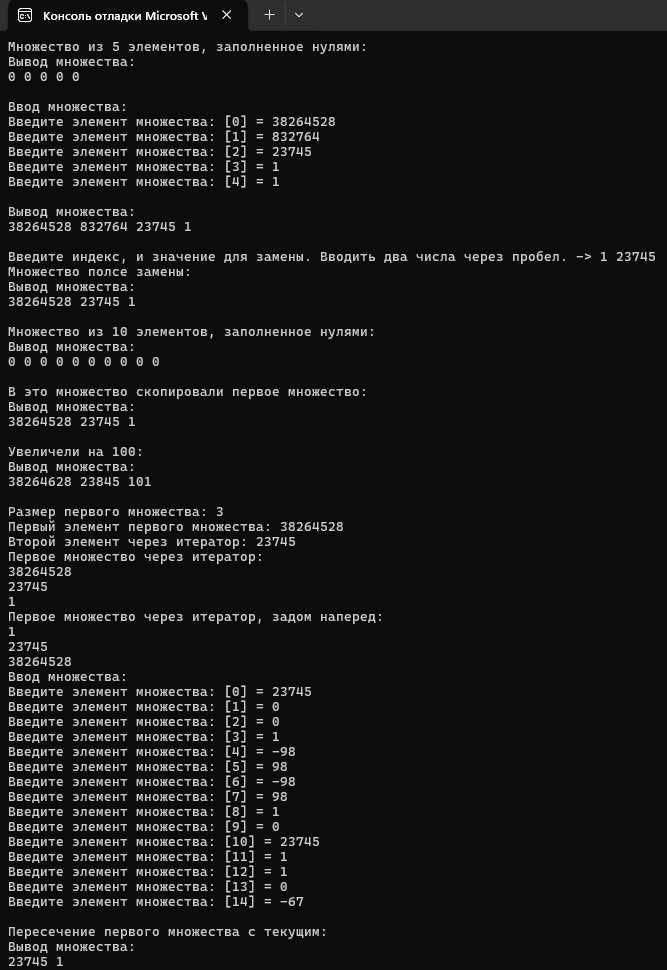 Консоль отладки Microsoft V
Множество из 5 элементов, заполненное нулями:
Вывод множества:
0 0 0 0 0
Ввод множества:
Введите элемент множества: [0] = 38264528
Введите элемент множества: [1] = 832764
Введите элемент множества: [2] = 23745
Введите элемент множества: [3] = 1
Введите элемент множества: [4] = 1
Вывод множества:
38264528 832764 23745 1
Введите индекс, и значение для замены. Вводить два числа через пробел. -> 1 23745
Множество полсе замены:
Вывод множества:
38264528 23745 1
Множество из 10 элементов, заполненное нулями:
Вывод множества:
0 0 0 0 0 0 0 0 0 0
В это множество скопировали первое множество:
Вывод множества:
38264528 23745 1
Увеличели на 100:
Вывод множества:
38264628 23845 101
Размер первого множества: 3
Первый элемент первого множества: 38264528
Второй элемент через итератор: 23745
Первое множество через итератор:
38264528
23745
1
Первое множество через итератор, задом наперед:
1
23745
38264528
Ввод множества:
Введите элемент множества: [0] = 23745
Введите элемент множества: [1] = 0
Введите элемент множества: [2] = 0
Введите элемент множества: [3] = 1
Введите элемент множества: [4] = -98
Введите элемент множества: [5] = 98
Введите элемент множества: [6] = -98
Введите элемент множества: [7] = 98
Введите элемент множества: [8] = 1
Введите элемент множества: [9] = 0
Введите элемент множества: [10] = 23745
Введите элемент множества: [11] = 1
Введите элемент множества: [12] = 1
Введите элемент множества: [13] = 0
Введите элемент множества: [14] = -67
Пересечение первого множества с текущим:
Вывод множества:
23745 1